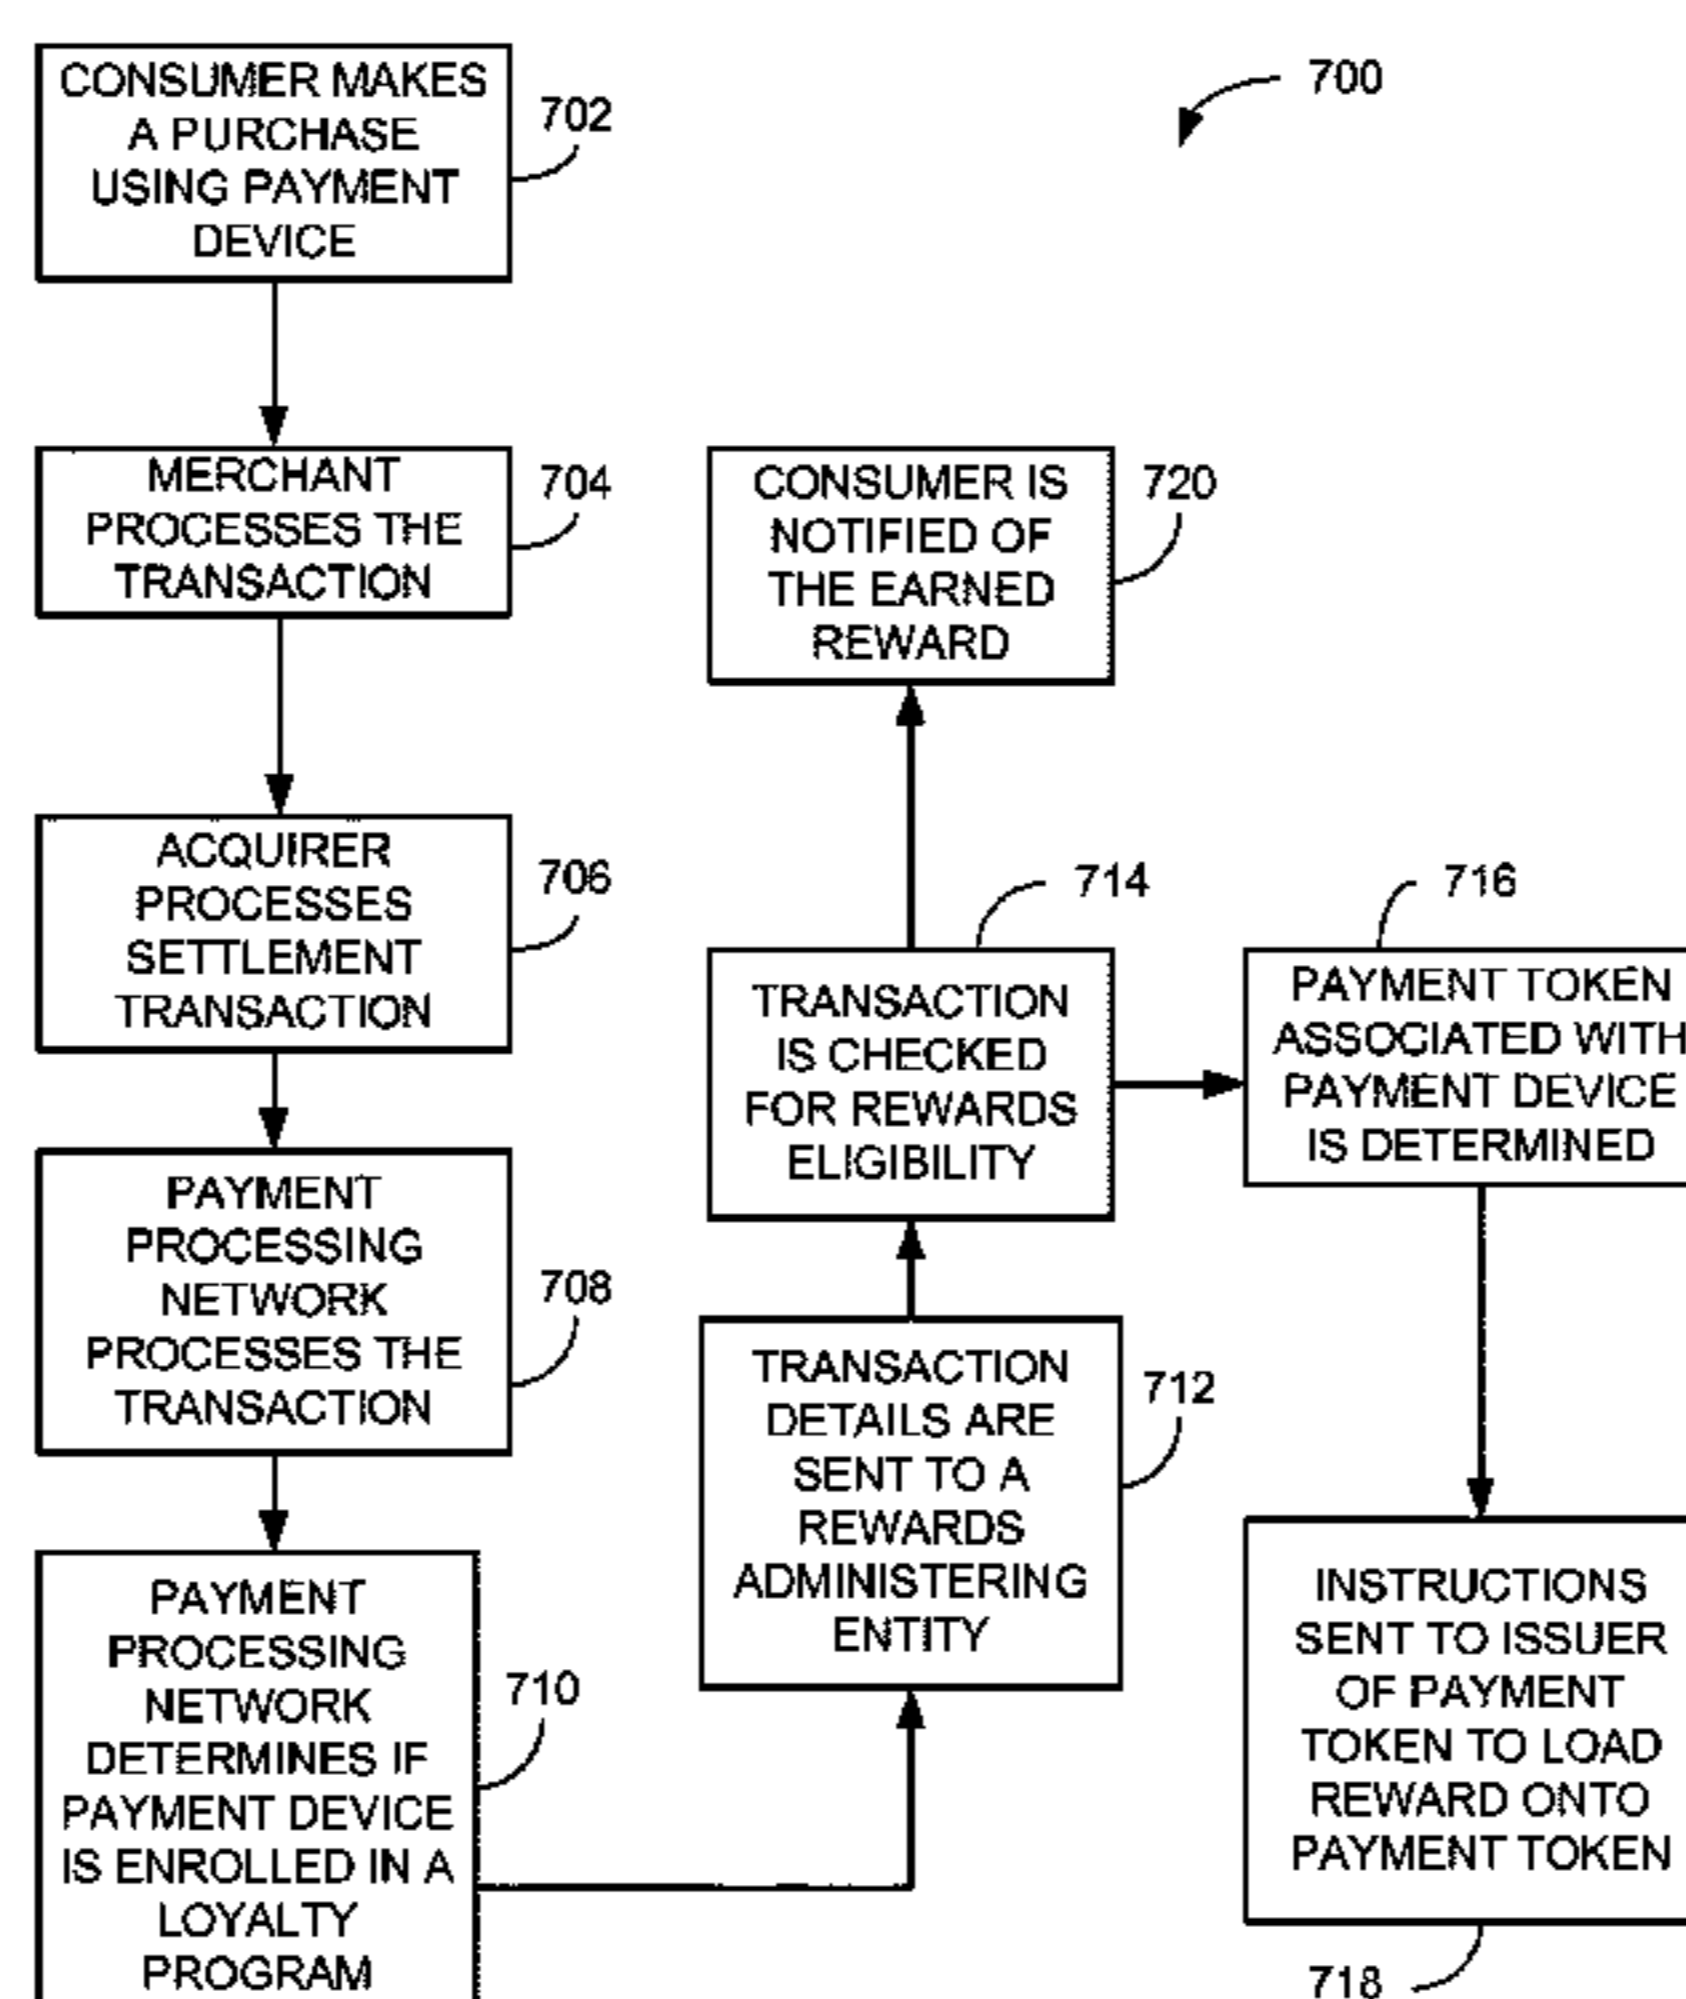 700
CONSUMER MAKES
A PURCHASE
USING PAYMENT
DEVICE
702
MERCHANT
PROCESSES THE
TRANSACTION
704
ACQUIRER
PROCESSES
SETTLEMENT
TRANSACTION
706
PAYMENT
PROCESSING
NETWORK
PROCESSES THE
TRANSACTION
708
PAYMENT
PROCESSING
NETWORK
DETERMINES IF
PAYMENT DEVICE
IS ENROLLED IN A
LOYALTY
PROGRAM
710
TRANSACTION
DETAILS ARE
SENT TO A
REWARDS
ADMINISTERING
ENTITY
712
TRANSACTION
IS CHECKED
FOR REWARDS
ELIGIBILITY
714
CONSUMER IS
NOTIFIED OF
THE EARNED
REWARD
720
PAYMENT TOKEN
ASSOCIATED WITH
PAYMENT DEVICE
IS DETERMINED
716
INSTRUCTIONS
SENT TO ISSUER
OF PAYMENT
TOKEN TO LOAD
REWARD ONTO
PAYMENT TOKEN
718